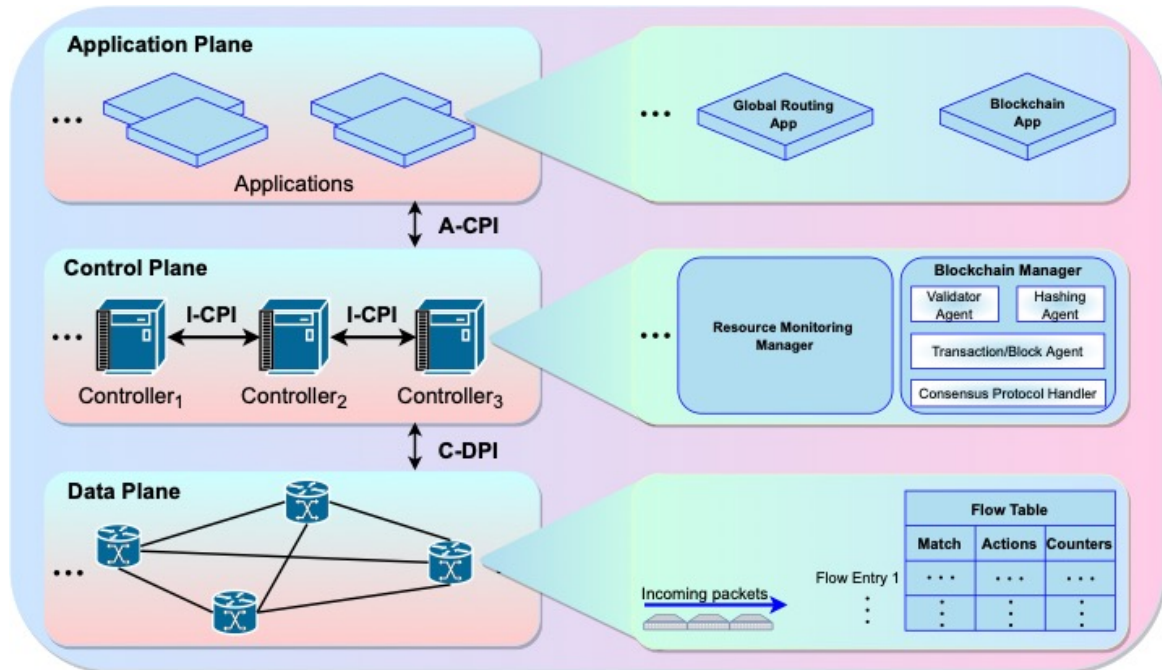 Application Plane
...
Applications
...
Global Routing
App
Blockchain
App
A-CPI
Control Plane
...
I-CPI
I-CPI
Controller1
Controller2
Controller3
...
Resource Monitoring
Manager
Blockchain Manager
Validator
Agent
Hashing
Agent
Transaction/Block Agent
Consensus Protocol Handler
C-DPI
Data Plane
...
Incoming packets
Flow Table
Match Actions Counters
Flow Entry 1 ... ... ...